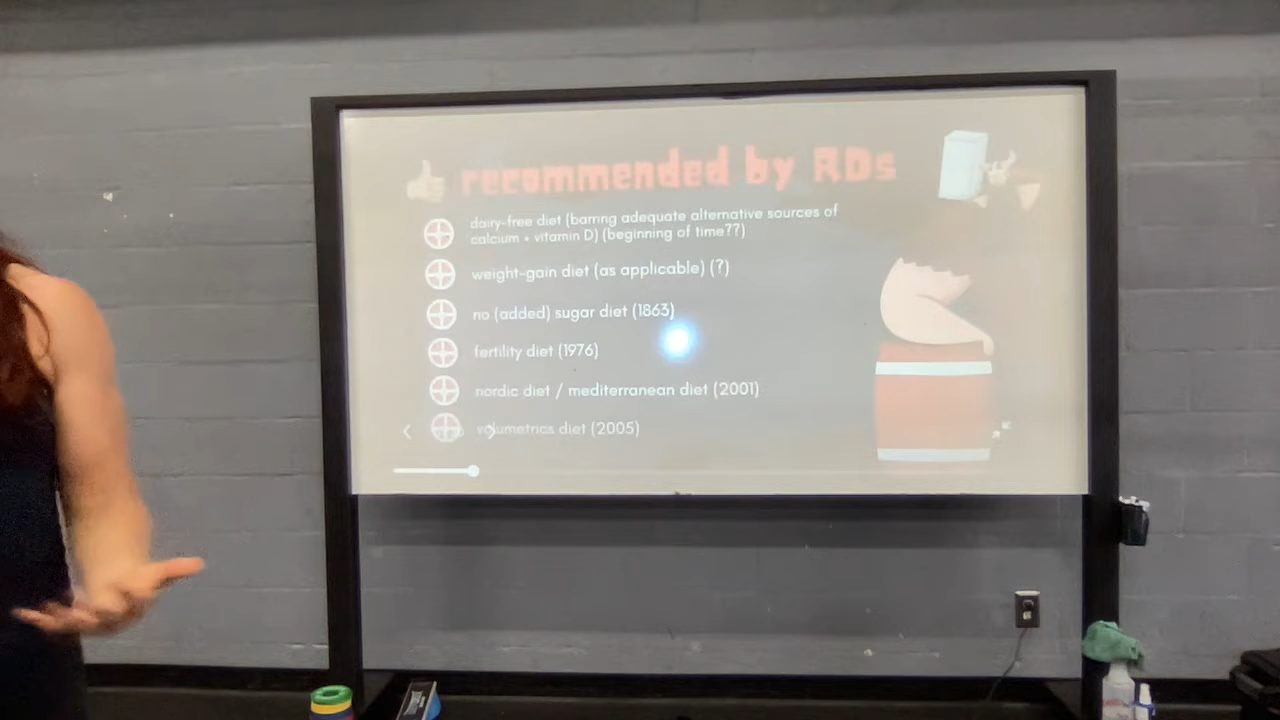 recommended by RDs
dairy-free diet (barring adequate alternative sources of
calcium + vitamin D) (beginning of time??)
weight-gain diet (as applicable) (?)
no (added) sugar diet (1863)
fertility diet (1976)
nordic diet / mediterranean diet (2001)
volumetrics diet (2005)